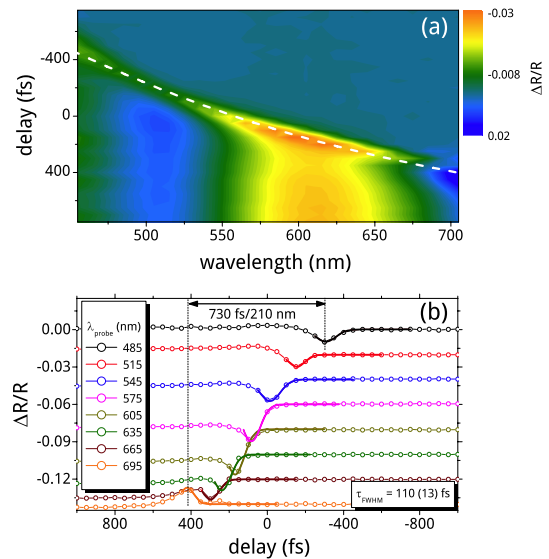 (a)
-400
0
400
delay (fs)
500
550
600
650
700
wavelength (nm)
-0.03
-0.008
0.02
ΔR/R
(b)
730 fs/210 nm
λprobe (nm)
485
515
545
575
605
635
665
695
0.00
-0.03
-0.06
-0.09
-0.12
ΔR/R
τFWHM = 110 (13) fs
800
400
0
-400
-800
delay (fs)